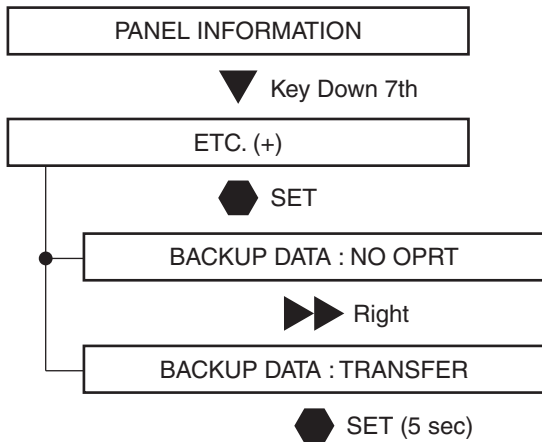 PANEL INFORMATION
Key Down 7th
ETC. (+)
SET
BACKUP DATA : NO OPRT
Right
BACKUP DATA : TRANSFER
SET (5 sec)